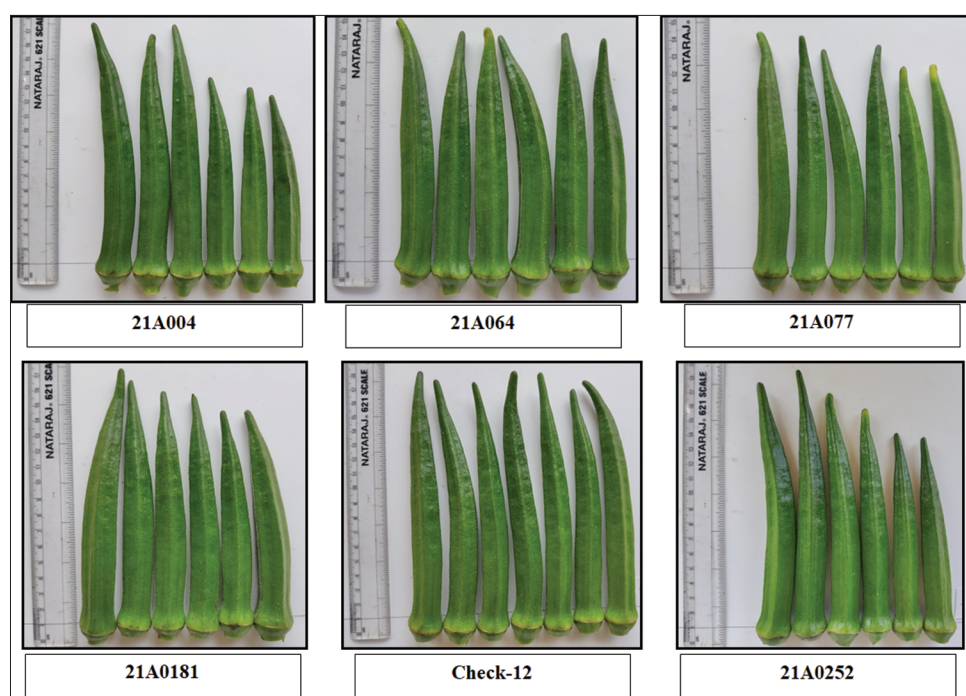 NATARAJ. 621 SCALE
NATARAJ.
NATARAJ.
21A004
21A064
21A077
NATARAJ. 621 SCA
NATARAJ. 621 SCALE
NATARAJ. 621 SCALE
21A0181
Check-12
21A0252